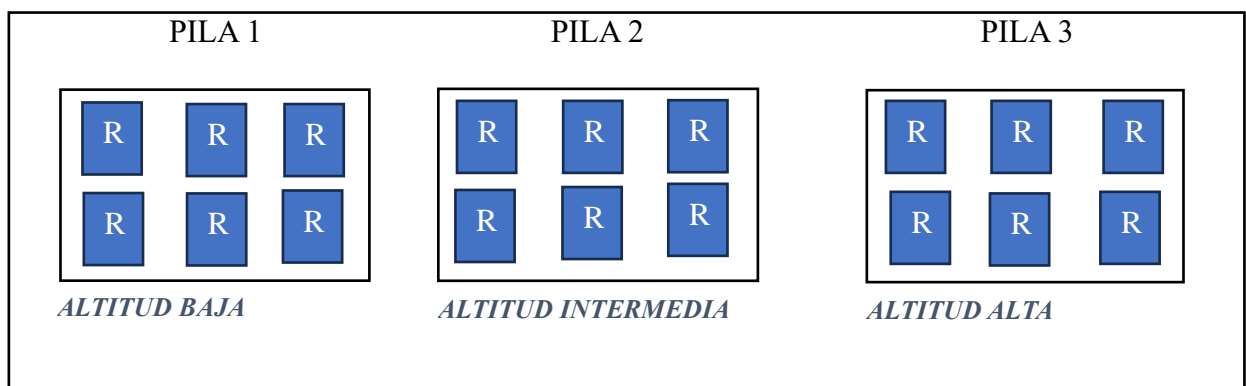 PILA 1 PILA 2 PILA 3
R R R R R R R R R
R R R R R R R R R
ALTITUD BAJA ALTITUD INTERMEDIA ALTITUD ALTA